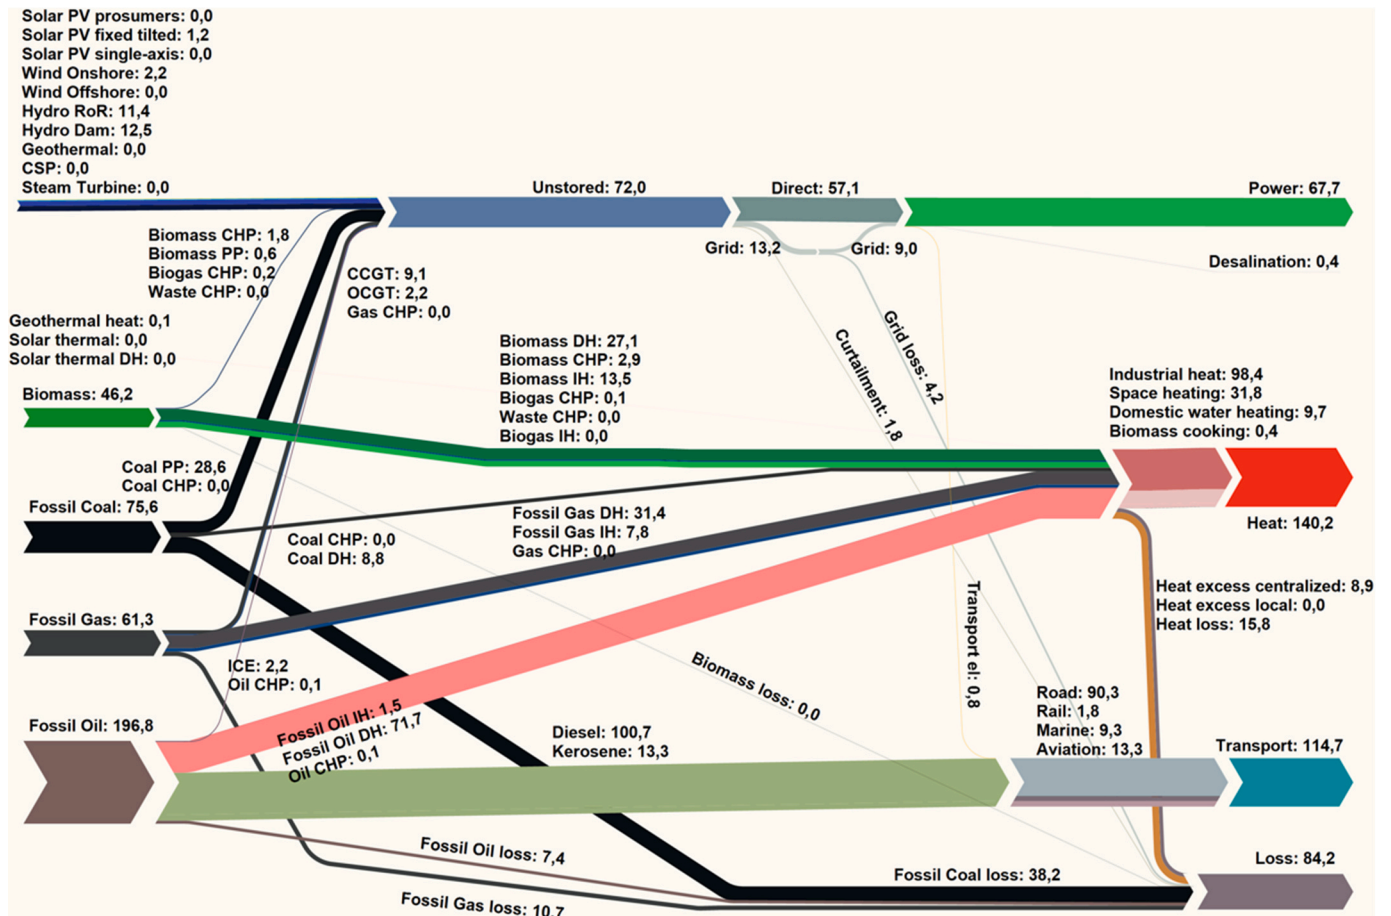 Solar PV prosumers: 0,0
Solar PV fixed tilted: 1,2
Solar PV single-axis: 0,0
Wind Onshore: 2,2
Wind Offshore: 0,0
Hydro RoR: 11,4
Hydro Dam: 12,5
Geothermal: 0,0
CSP: 0,0
Steam Turbine: 0,0
Unstored: 72,0
Direct: 57,1
Power: 67,7
Biomass CHP: 1,8
Biomass PP: 0,6
Biogas CHP: 0,2
Waste CHP: 0,0
CCGT: 9,1
OCGT: 2,2
Gas CHP: 0,0
Grid: 13,2
Grid: 9,0
Desalination: 0,4
Geothermal heat: 0,1
Solar thermal: 0,0
Solar thermal DH: 0,0
Biomass: 46,2
Biomass DH: 27,1
Biomass CHP: 2,9
Biomass IH: 13,5
Biogas CHP: 0,1
Waste CHP: 0,0
Biogas IH: 0,0
Curtailment: 1,8
Grid loss: 4,2
Industrial heat: 98,4
Space heating: 31,8
Domestic water heating: 9,7
Biomass cooking: 0,4
Coal PP: 28,6
Coal CHP: 0,0
Fossil Coal: 75,6
Coal CHP: 0,0
Coal DH: 8,8
Fossil Gas DH: 31,4
Fossil Gas IH: 7,8
Gas CHP: 0,0
Heat: 140,2
Heat excess centralized: 8,9
Heat excess local: 0,0
Heat loss: 15,8
Fossil Gas: 61,3
ICE: 2,2
Oil CHP: 0,1
Transport el: 0,8
Biomass loss: 0,0
Fossil Oil: 196,8
Fossil Oil IH: 1,5
Fossil Oil DH: 71,7
Oil CHP: 0,1
Diesel: 100,7
Kerosene: 13,3
Road: 90,3
Rail: 1,8
Marine: 9,3
Aviation: 13,3
Transport: 114,7
Fossil Oil loss: 7,4
Fossil Coal loss: 38,2
Loss: 84,2
Fossil Gas loss: 10,7